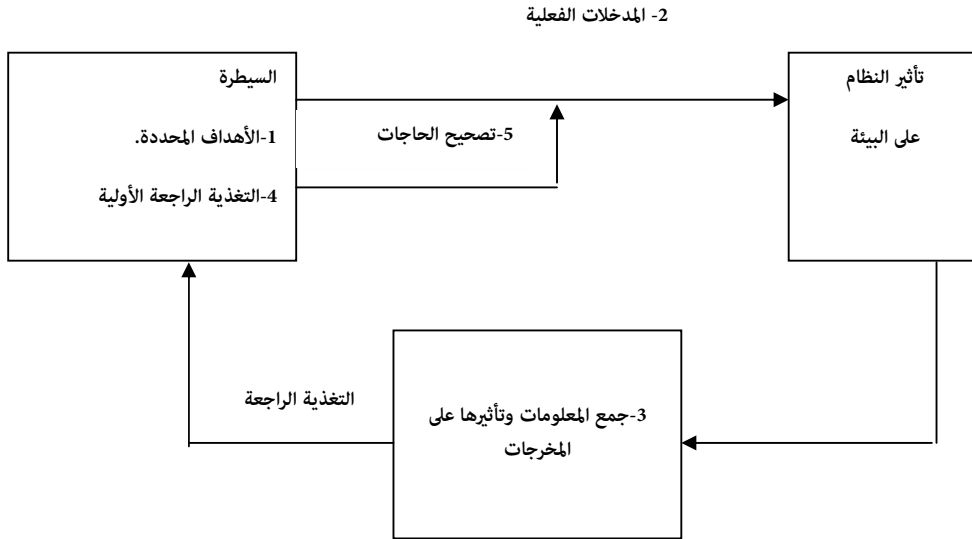 2- المدخلات الفعلية
السيطرة
1-الأهداف المحددة.
4-التغذية الراجعة الأولية
5-تصحيح الحاجات
تأثير النظام
على البيئة
التغذية الراجعة
3-جمع المعلومات وتأثيرها على
المخرجات